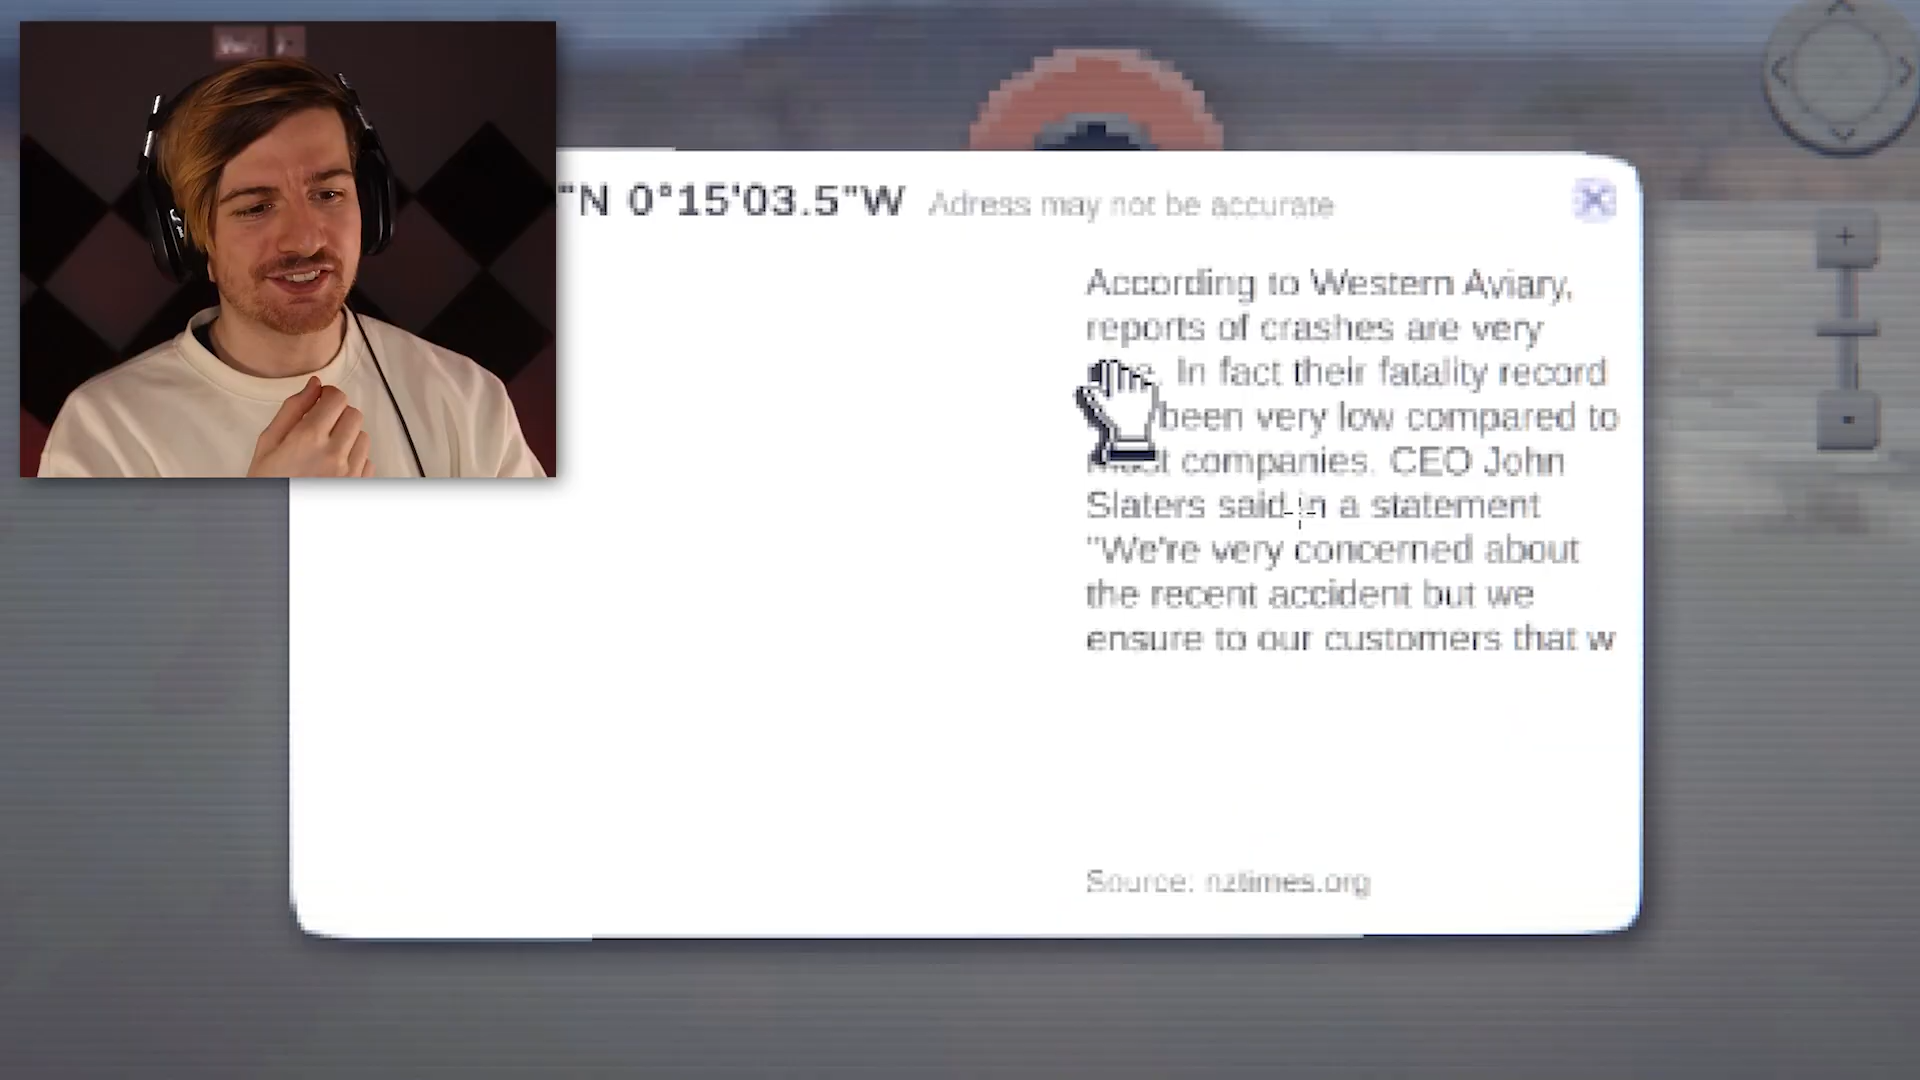 "N 0°15'03.5"W Adress may not be accurate
According to Western Aviary,
reports of crashes are very
In fact their fatality record
been very low compared to
companies. CEO John
Slaters said in a statement
"We're very concerned about
the recent accident but we
ensure to our customers that w
Source: nztimes.org